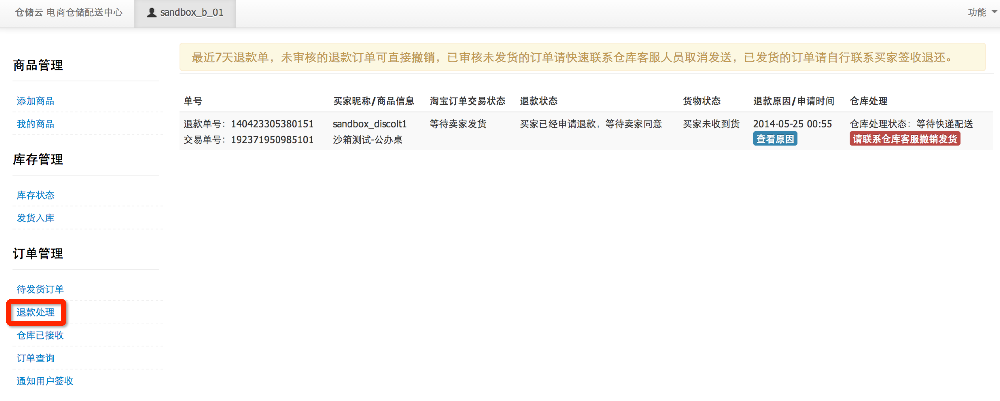 仓储云 电商仓储配送中心
sandbox_b_01
功能
商品管理
添加商品
我的商品
库存管理
库存状态
发货入库
订单管理
待发货订单
退款处理
仓库已接收
订单查询
通知用户签收
最近7天退款单，未审核的退款订单可直接撤销，已审核未发货的订单请快速联系仓库客服人员取消发送，已发货的订单请自行联系买家签收退还。
单号 买家昵称/商品信息 淘宝订单交易状态 退款状态 货物状态 退款原因/申请时间 仓库处理
退款单号：140423305380151 sandbox_discolt1 等待卖家发货 买家已经申请退款，等待卖家同意 买家未收到货 2014-05-25 00:55 仓库处理状态：等待快递配送
交易单号：192371950985101 沙箱测试-公办桌 查看原因 请联系仓库客服撤销发货